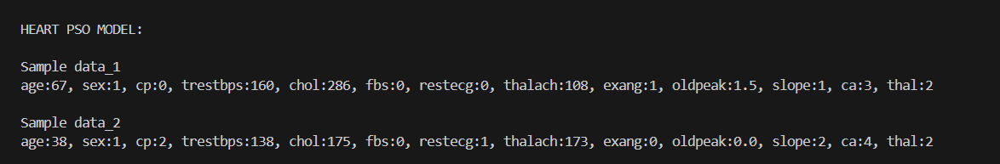 HEART PSO MODEL:
Sample data_1
age:67, sex:1, cp:0, trestbps:160, chol:286, fbs:0, restecg:0, thalach:108, exang:1, oldpeak:1.5, slope:1, ca:3, thal:2
Sample data_2
age:38, sex:1, cp:2, trestbps:138, chol:175, fbs:0, restecg:1, thalach:173, exang:0, oldpeak:0.0, slope:2, ca:4, thal:2